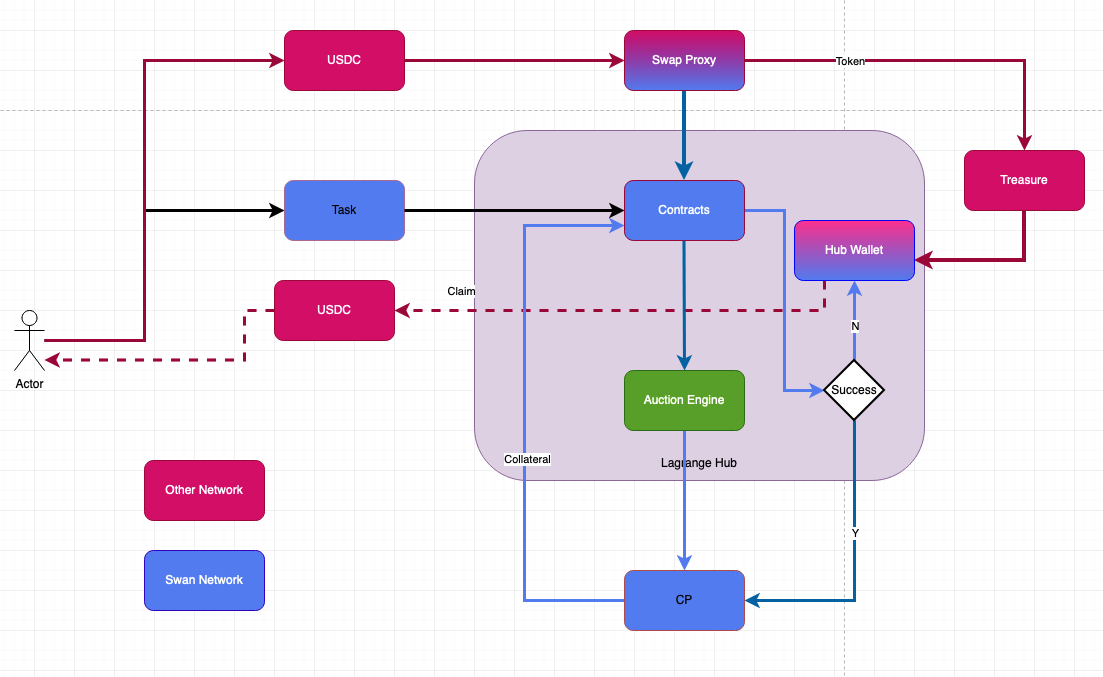 USDC
Swap Proxy
Token
Treasure
Task
Contracts
Hub Wallet
Claim
USDC
N
Actor
Success
Auction Engine
Collateral
Lagrange Hub
Other Network
Y
Swan Network
CP